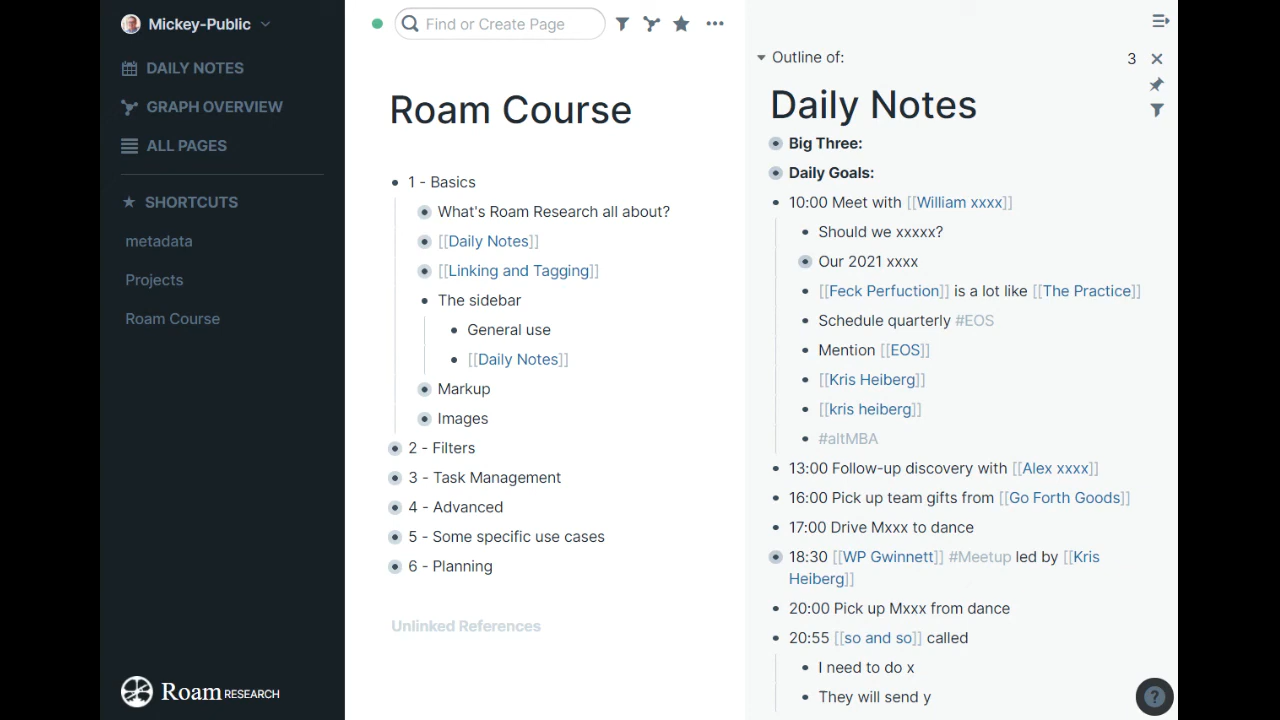 Mickey-Public
DAILY NOTES
GRAPH OVERVIEW
ALL PAGES
SHORTCUTS
metadata
Projects
Roam Course
Roam RESEARCH
Find or Create Page
Roam Course
1 - Basics
What's Roam Research all about?
[[Daily Notes]]
[[Linking and Tagging]]
The sidebar
General use
[[Daily Notes]]
Markup
Images
2 - Filters
3 - Task Management
4 - Advanced
5 - Some specific use cases
6 - Planning
Unlinked References
Outline of:
3
Daily Notes
Big Three:
Daily Goals:
10:00 Meet with [[William xxxx]]
Should we xxxxx?
Our 2021 xxxx
[[Feck Perfuction]] is a lot like [[The Practice]]
Schedule quarterly #EOS
Mention [[EOS]]
[[Kris Heiberg]]
[[kris heiberg]]
#altMBA
13:00 Follow-up discovery with [[Alex xxxx]]
16:00 Pick up team gifts from [[Go Forth Goods]]
17:00 Drive Mxxx to dance
18:30 [[WP Gwinnett]] #Meetup led by [[Kris
Heiberg]]
20:00 Pick up Mxxx from dance
20:55 [[so and so]] called
I need to do x
They will send y
?